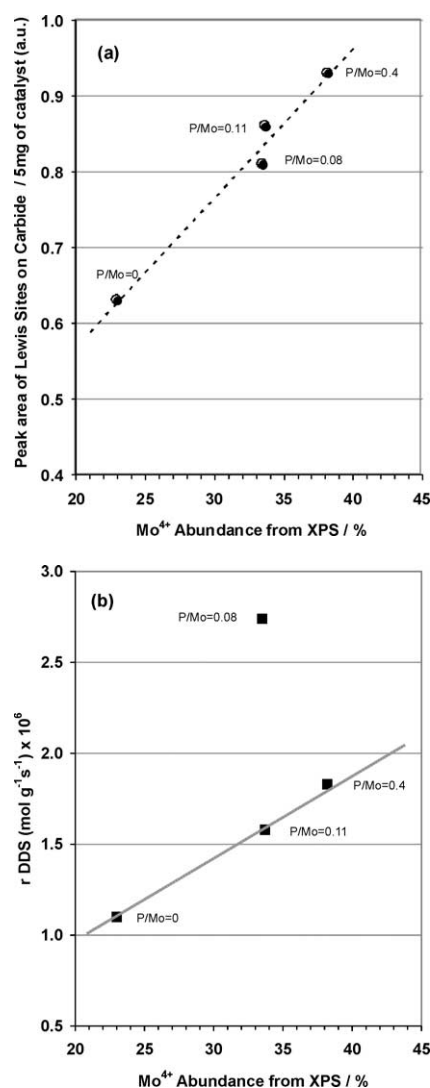 (a)
Peak area of Lewis Sites on Carbide / 5mg of catalyst (a.u.)
1.0
0.9
0.8
0.7
0.6
0.5
0.4
P/Mo=0.4
P/Mo=0.11
P/Mo=0.08
P/Mo=0
20 25 30 35 40 45
Mo⁴⁺ Abundance from XPS / %
(b)
r DDS (mol g⁻¹s⁻¹) x 10⁶
3.0
2.5
2.0
1.5
1.0
0.5
P/Mo=0.08
P/Mo=0.4
P/Mo=0.11
P/Mo=0
20 25 30 35 40 45
Mo⁴⁺ Abundance from XPS / %